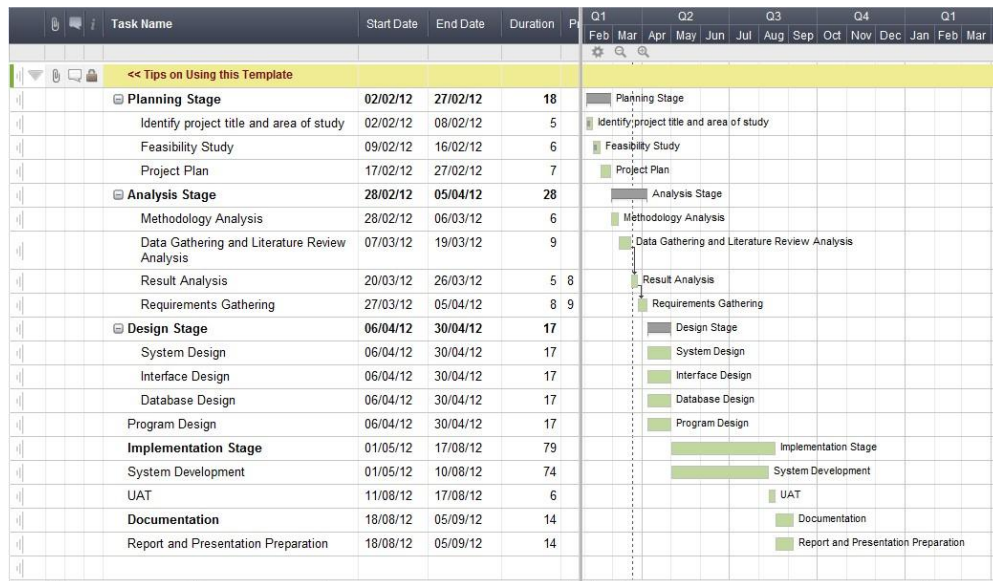 Task Name Start Date End Date Duration Q1 Q2 Q3 Q4 Q1
Feb Mar Apr May Jun Jul Aug Sep Oct Nov Dec Jan Feb Mar
<< Tips on Using this Template
Planning Stage 02/02/12 27/02/12 18 Planning Stage
Identify project title and area of study 02/02/12 08/02/12 5 Identify project title and area of study
Feasibility Study 09/02/12 16/02/12 6 Feasibility Study
Project Plan 17/02/12 27/02/12 7 Project Plan
Analysis Stage 28/02/12 05/04/12 28 Analysis Stage
Methodology Analysis 28/02/12 06/03/12 6 Methodology Analysis
Data Gathering and Literature Review 07/03/12 19/03/12 9 Data Gathering and Literature Review Analysis
Analysis
Result Analysis 20/03/12 26/03/12 5 8 Result Analysis
Requirements Gathering 27/03/12 05/04/12 8 9 Requirements Gathering
Design Stage 06/04/12 30/04/12 17 Design Stage
System Design 06/04/12 30/04/12 17 System Design
Interface Design 06/04/12 30/04/12 17 Interface Design
Database Design 06/04/12 30/04/12 17 Database Design
Program Design 06/04/12 30/04/12 17 Program Design
Implementation Stage 01/05/12 17/08/12 79 Implementation Stage
System Development 01/05/12 10/08/12 74 System Development
UAT 11/08/12 17/08/12 6 UAT
Documentation 18/08/12 05/09/12 14 Documentation
Report and Presentation Preparation 18/08/12 05/09/12 14 Report and Presentation Preparation